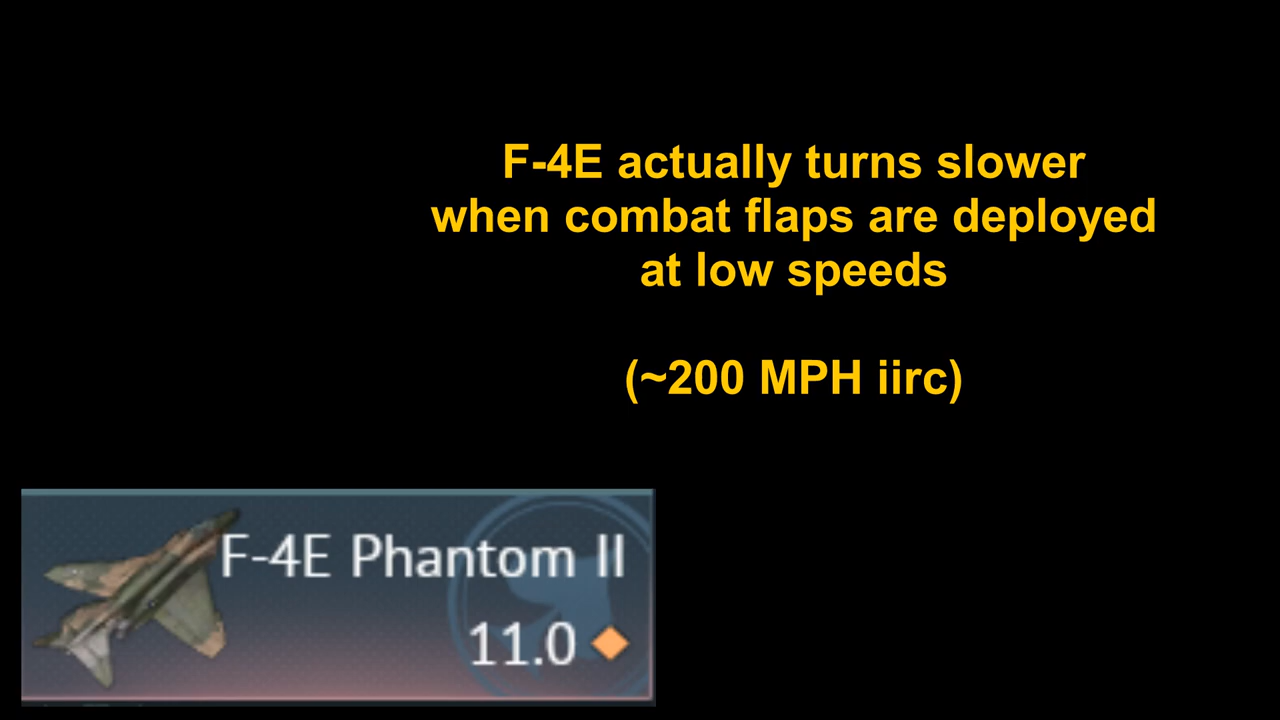 F-4E actually turns slower
when combat flaps are deployed
at low speeds
(~200 MPH iirc)
F-4E Phantom II
11.0